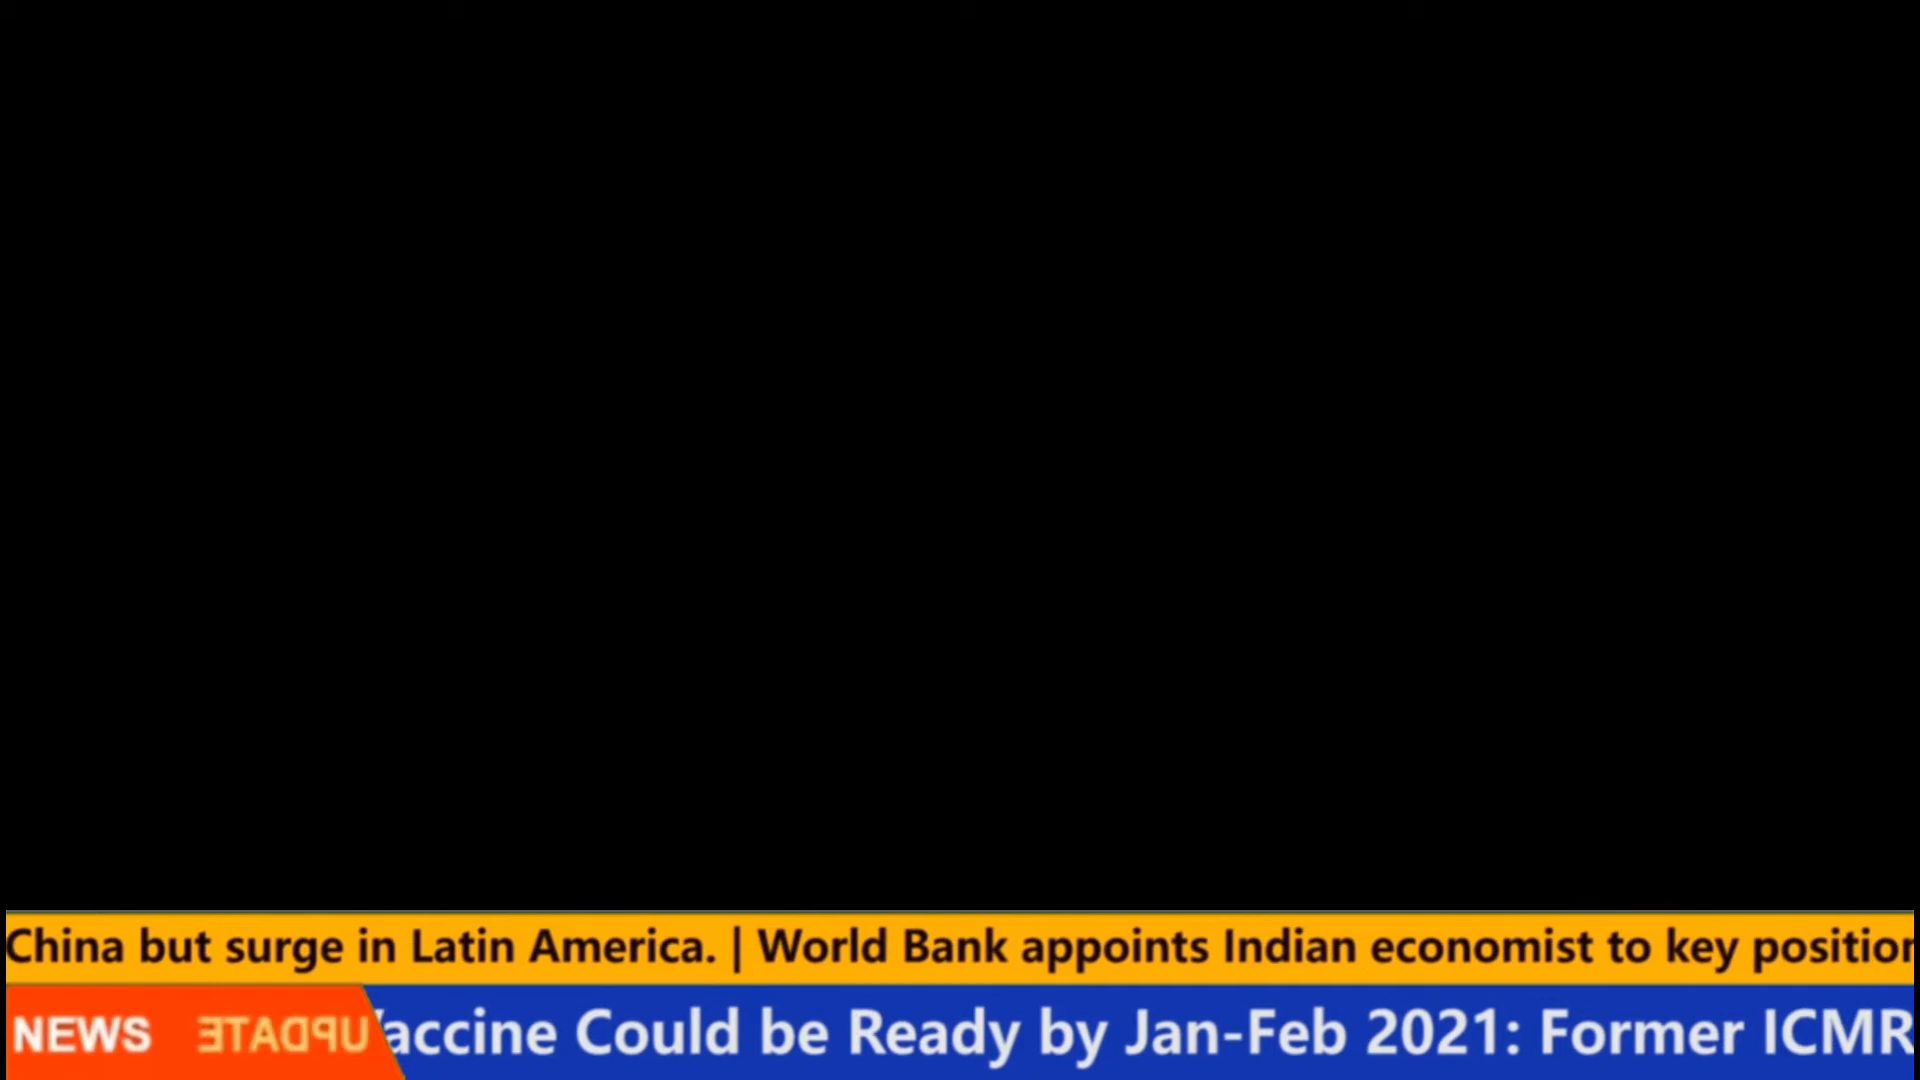 China but surge in Latin America. | World Bank appoints Indian economist to key position
NEWS UPDATE
accine Could be Ready by Jan-Feb 2021: Former ICMR